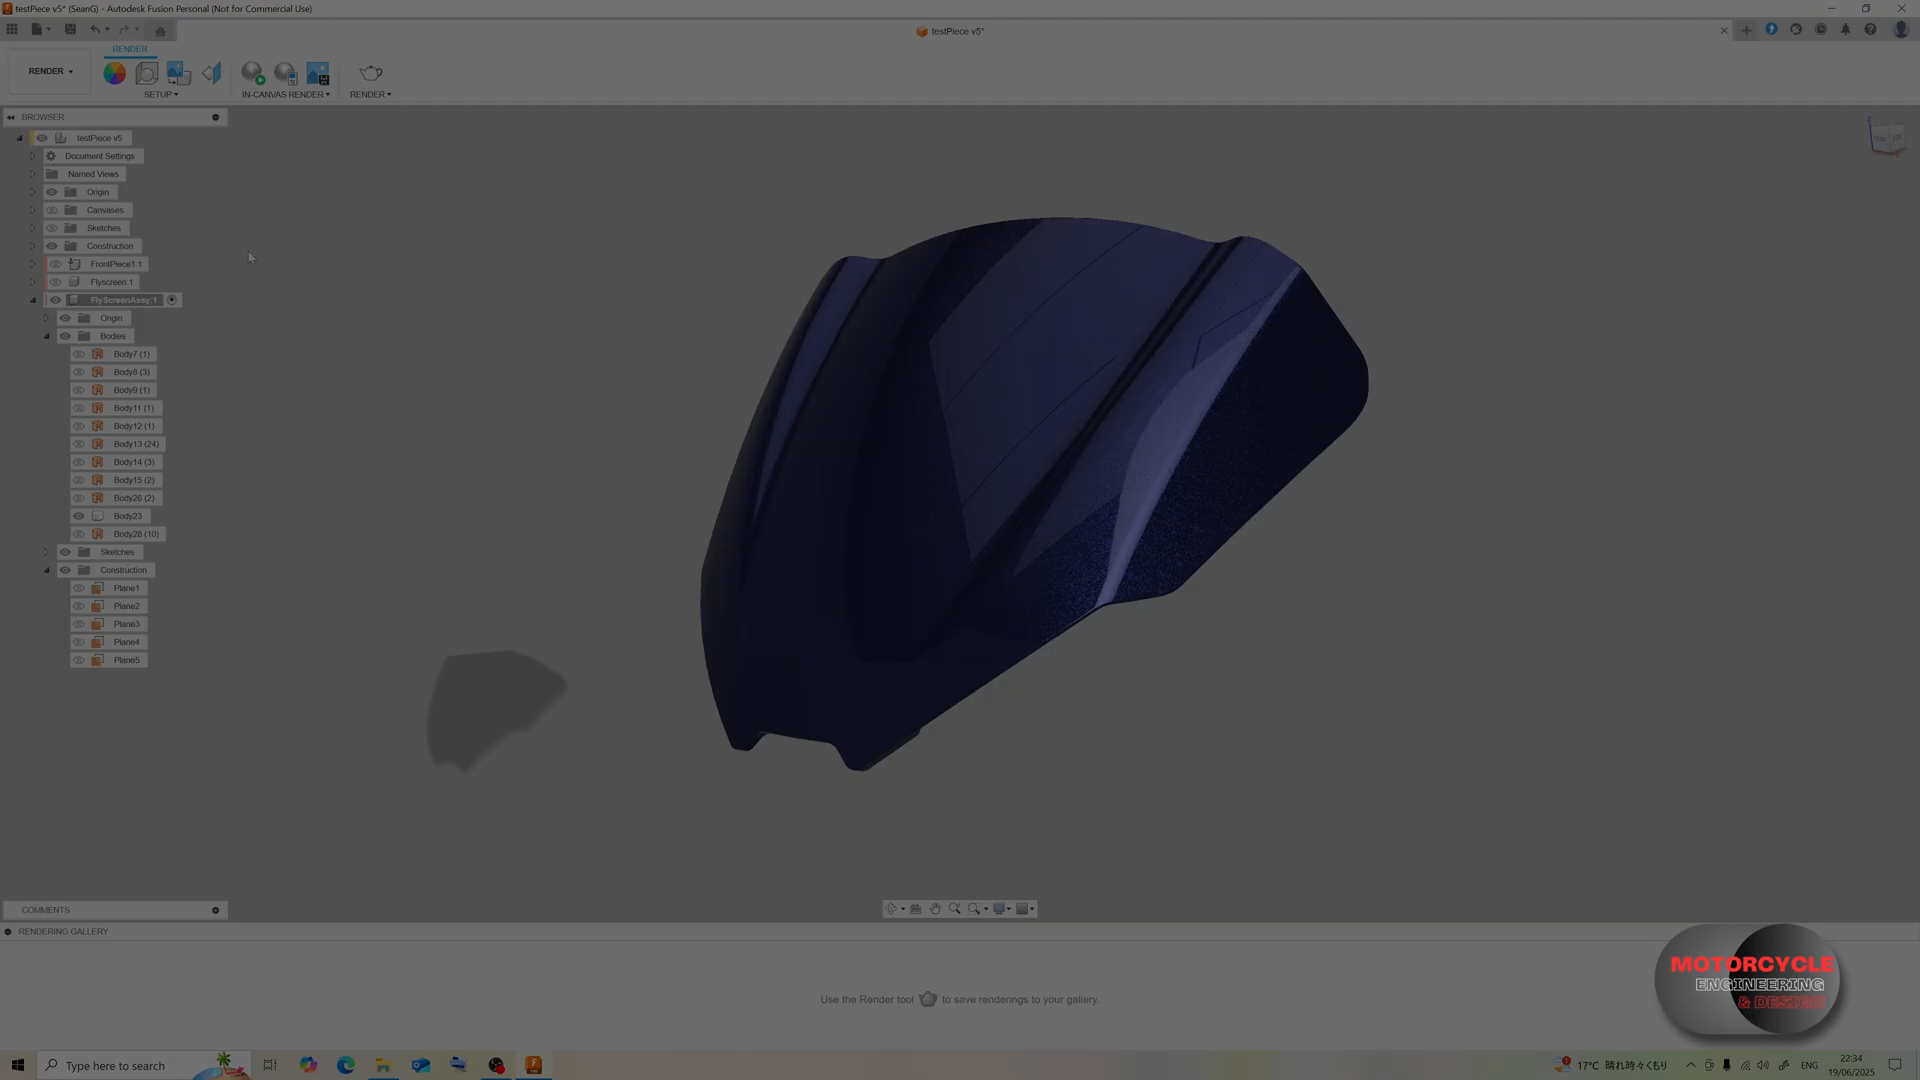 testPiece v5* (SeanG) - Autodesk Fusion Personal (Not for Commercial Use)
testPiece v5*
RENDER
RENDER
SETUP
IN-CANVAS RENDER
RENDER
BROWSER
testPiece v5
Document Settings
Named Views
Origin
Canvases
Sketches
Construction
FrontPiece1:1
Flyscreen:1
FlyScreenAssy:1
Origin
Bodies
Body7 (1)
Body8 (3)
Body9 (1)
Body11 (1)
Body12 (1)
Body13 (24)
Body14 (3)
Body15 (2)
Body26 (2)
Body23
Body28 (10)
Sketches
Construction
Plane1
Plane2
Plane3
Plane4
Plane5
COMMENTS
RENDERING GALLERY
Use the Render tool to save renderings to your gallery.
MOTORCYCLE
ENGINEERING
& DESIGN
Type here to search
17°C 晴れ時々くもり
ENG
22:34
19/06/2025